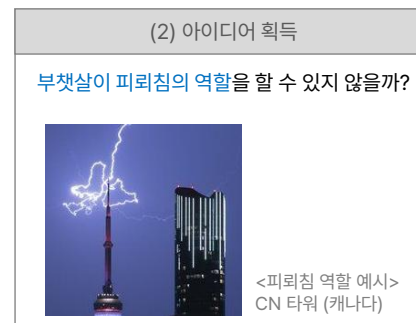 (2) 아이디어 획득
부챗살이 피뢰침의 역할을 할 수 있지 않을까?
<피뢰침 역할 예시>
CN 타워 (캐나다)